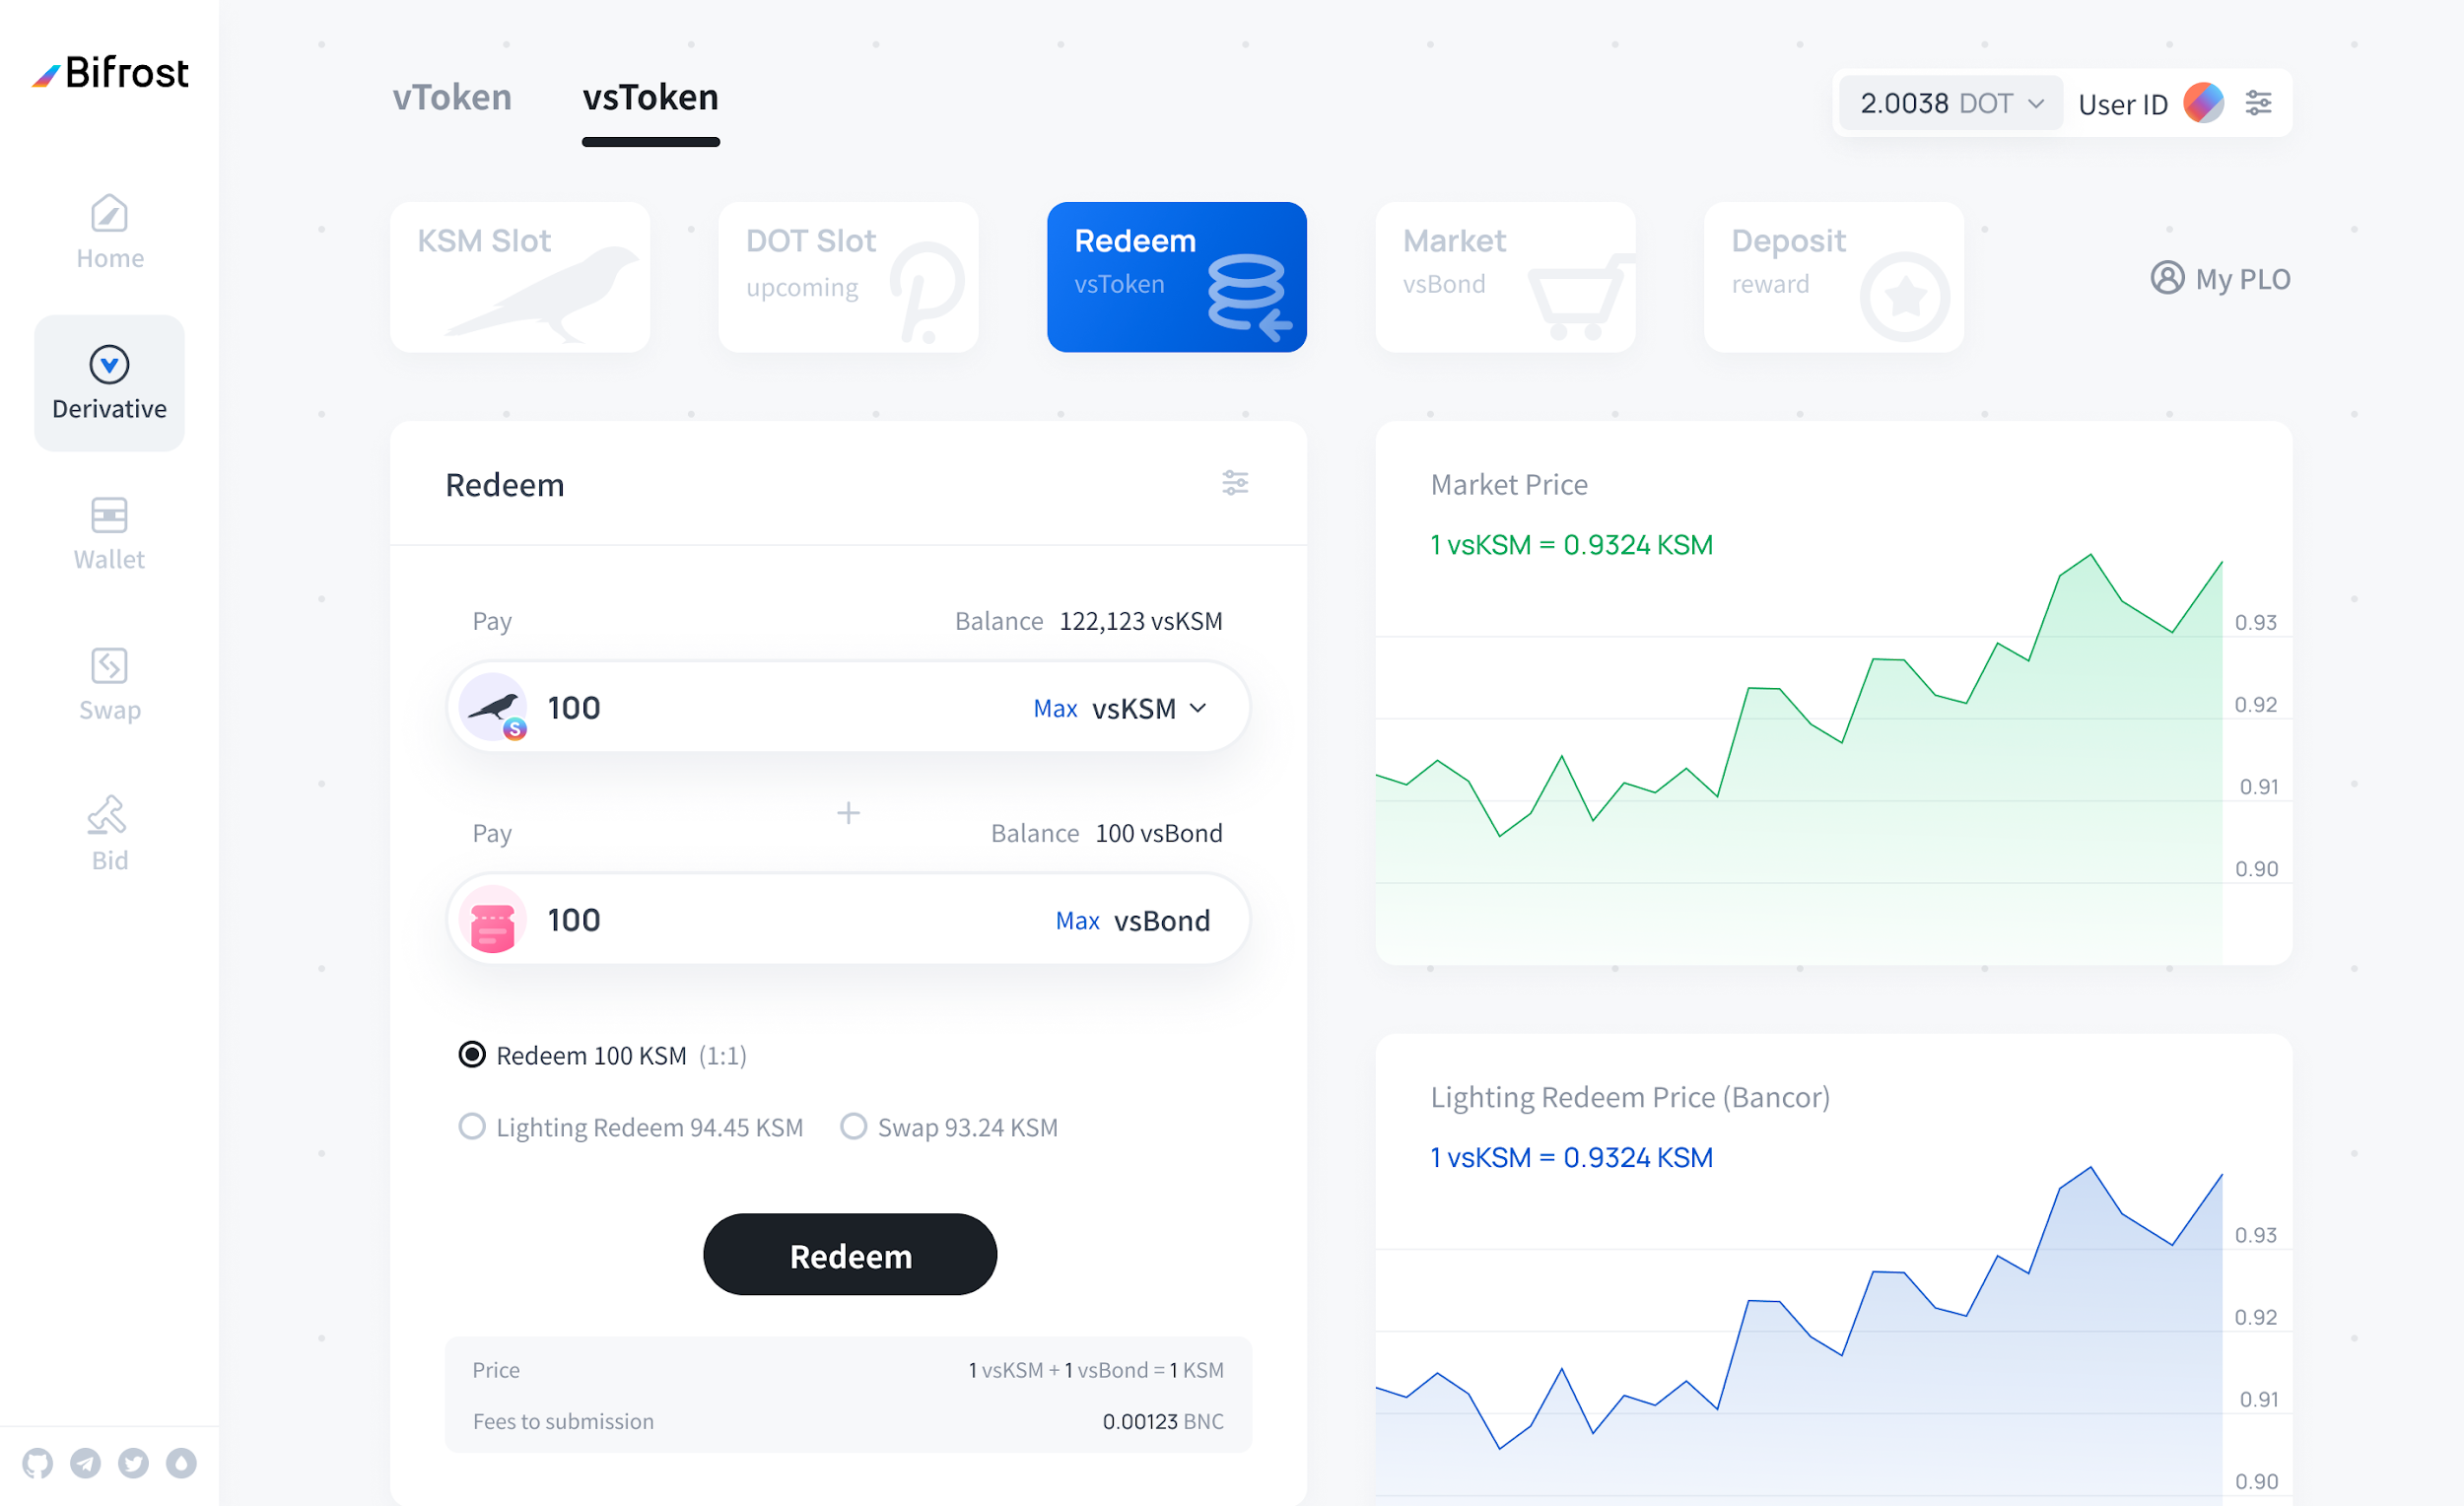 Bifrost
Home
Derivative
Wallet
Swap
Bid
vToken
vsToken
2.0038 DOT
User ID
KSM Slot
DOT Slot
upcoming
Redeem
vsToken
Market
vsBond
Deposit
reward
My PLO
Redeem
Pay
Balance 122,123 vsKSM
S
100
Max vsKSM
+
Pay
Balance 100 vsBond
100
Max vsBond
Redeem 100 KSM (1:1)
Lighting Redeem 94.45 KSM
Swap 93.24 KSM
Redeem
Price
1 vsKSM + 1 vsBond = 1 KSM
Fees to submission
0.00123 BNC
Market Price
1 vsKSM = 0.9324 KSM
0.93
0.92
0.91
0.90
Lighting Redeem Price (Bancor)
1 vsKSM = 0.9324 KSM
0.93
0.92
0.91
0.90